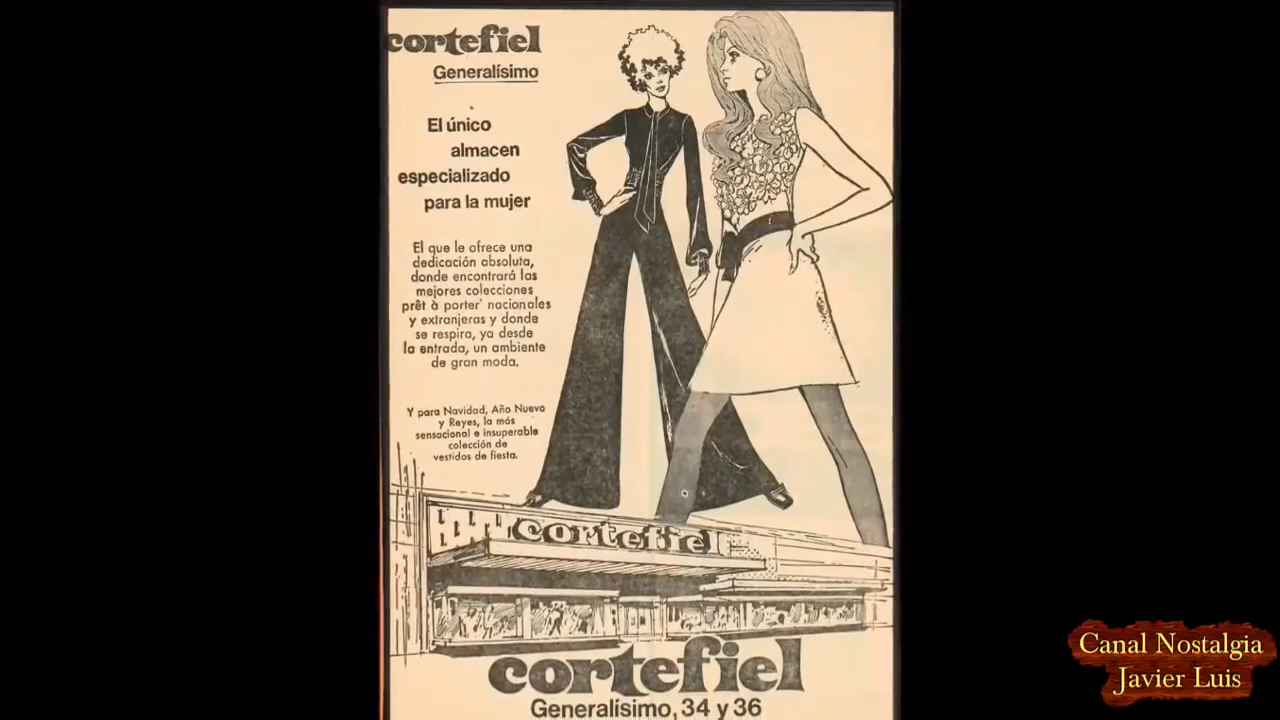 cortefiel
Generalísimo
El único
almacen
especializado
para la mujer
El que le ofrece una
dedicación absoluta,
donde encontrará las
mejores colecciones
prêt à porter' nacionales
y extranjeras y donde
se respira, ya desde
la entrada, un ambiente
de gran moda.
Y para Navidad, Año Nuevo
y Reyes, la más
sensacional e insuperable
colección de
vestidos de fiesta.
cortefiel
cortefiel
Generalísimo, 34 y 36
Canal Nostalgia
Javier Luis